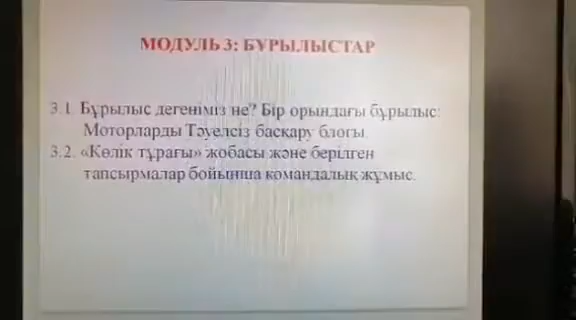 МОДУЛЬ 3: БҰРЫЛЫСТАР
3.1. Бұрылыс дегеніміз не? Бір орындағы бұрылыс:
Моторларды Тәуелсіз басқару блогы.
3.2. «Көлік тұрағы» жобасы және берілген
тапсырмалар бойынша командалық жұмыс.